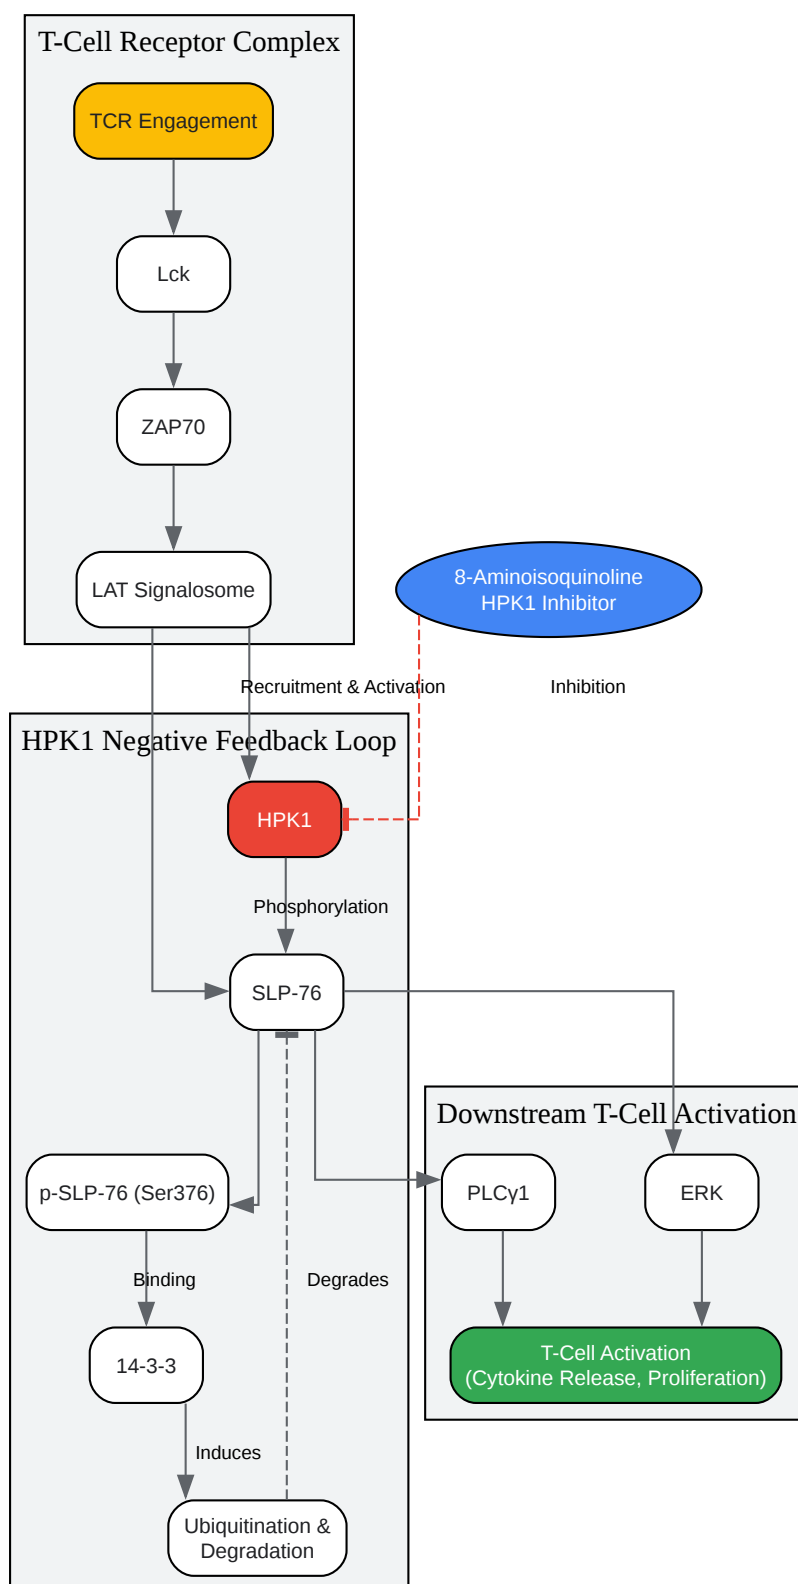 T-Cell Receptor Complex
TCR Engagement
Lck
ZAP70
LAT Signalosome
8-Aminoisoquinoline
HPK1 Inhibitor
Recruitment & Activation
Inhibition
HPK1 Negative Feedback Loop
HPK1
Phosphorylation
SLP-76
Downstream T-Cell Activation
p-SLP-76 (Ser376)
PLCγ1
ERK
Binding
Degrades
14-3-3
T-Cell Activation
(Cytokine Release, Proliferation)
Induces
Ubiquitination &
Degradation